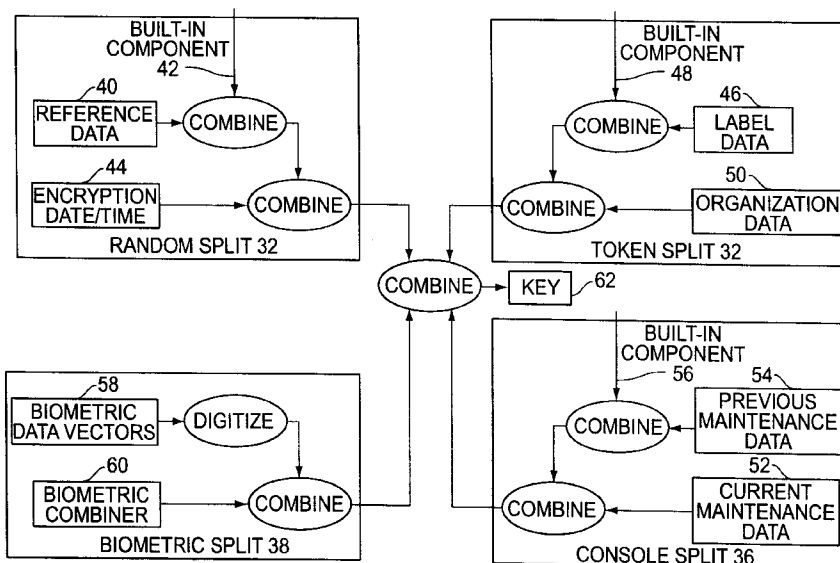 BUILT-IN
COMPONENT
42
40
REFERENCE
DATA
COMBINE
44
ENCRYPTION
DATE/TIME
COMBINE
RANDOM SPLIT 32
BUILT-IN
COMPONENT
48
46
COMBINE
LABEL
DATA
50
COMBINE
ORGANIZATION
DATA
TOKEN SPLIT 32
COMBINE
KEY
62
58
BIOMETRIC
DATA VECTORS
DIGITIZE
60
BIOMETRIC
COMBINER
COMBINE
BIOMETRIC SPLIT 38
BUILT-IN
COMPONENT
56
54
COMBINE
PREVIOUS
MAINTENANCE
DATA
52
COMBINE
CURRENT
MAINTENANCE
DATA
CONSOLE SPLIT 36